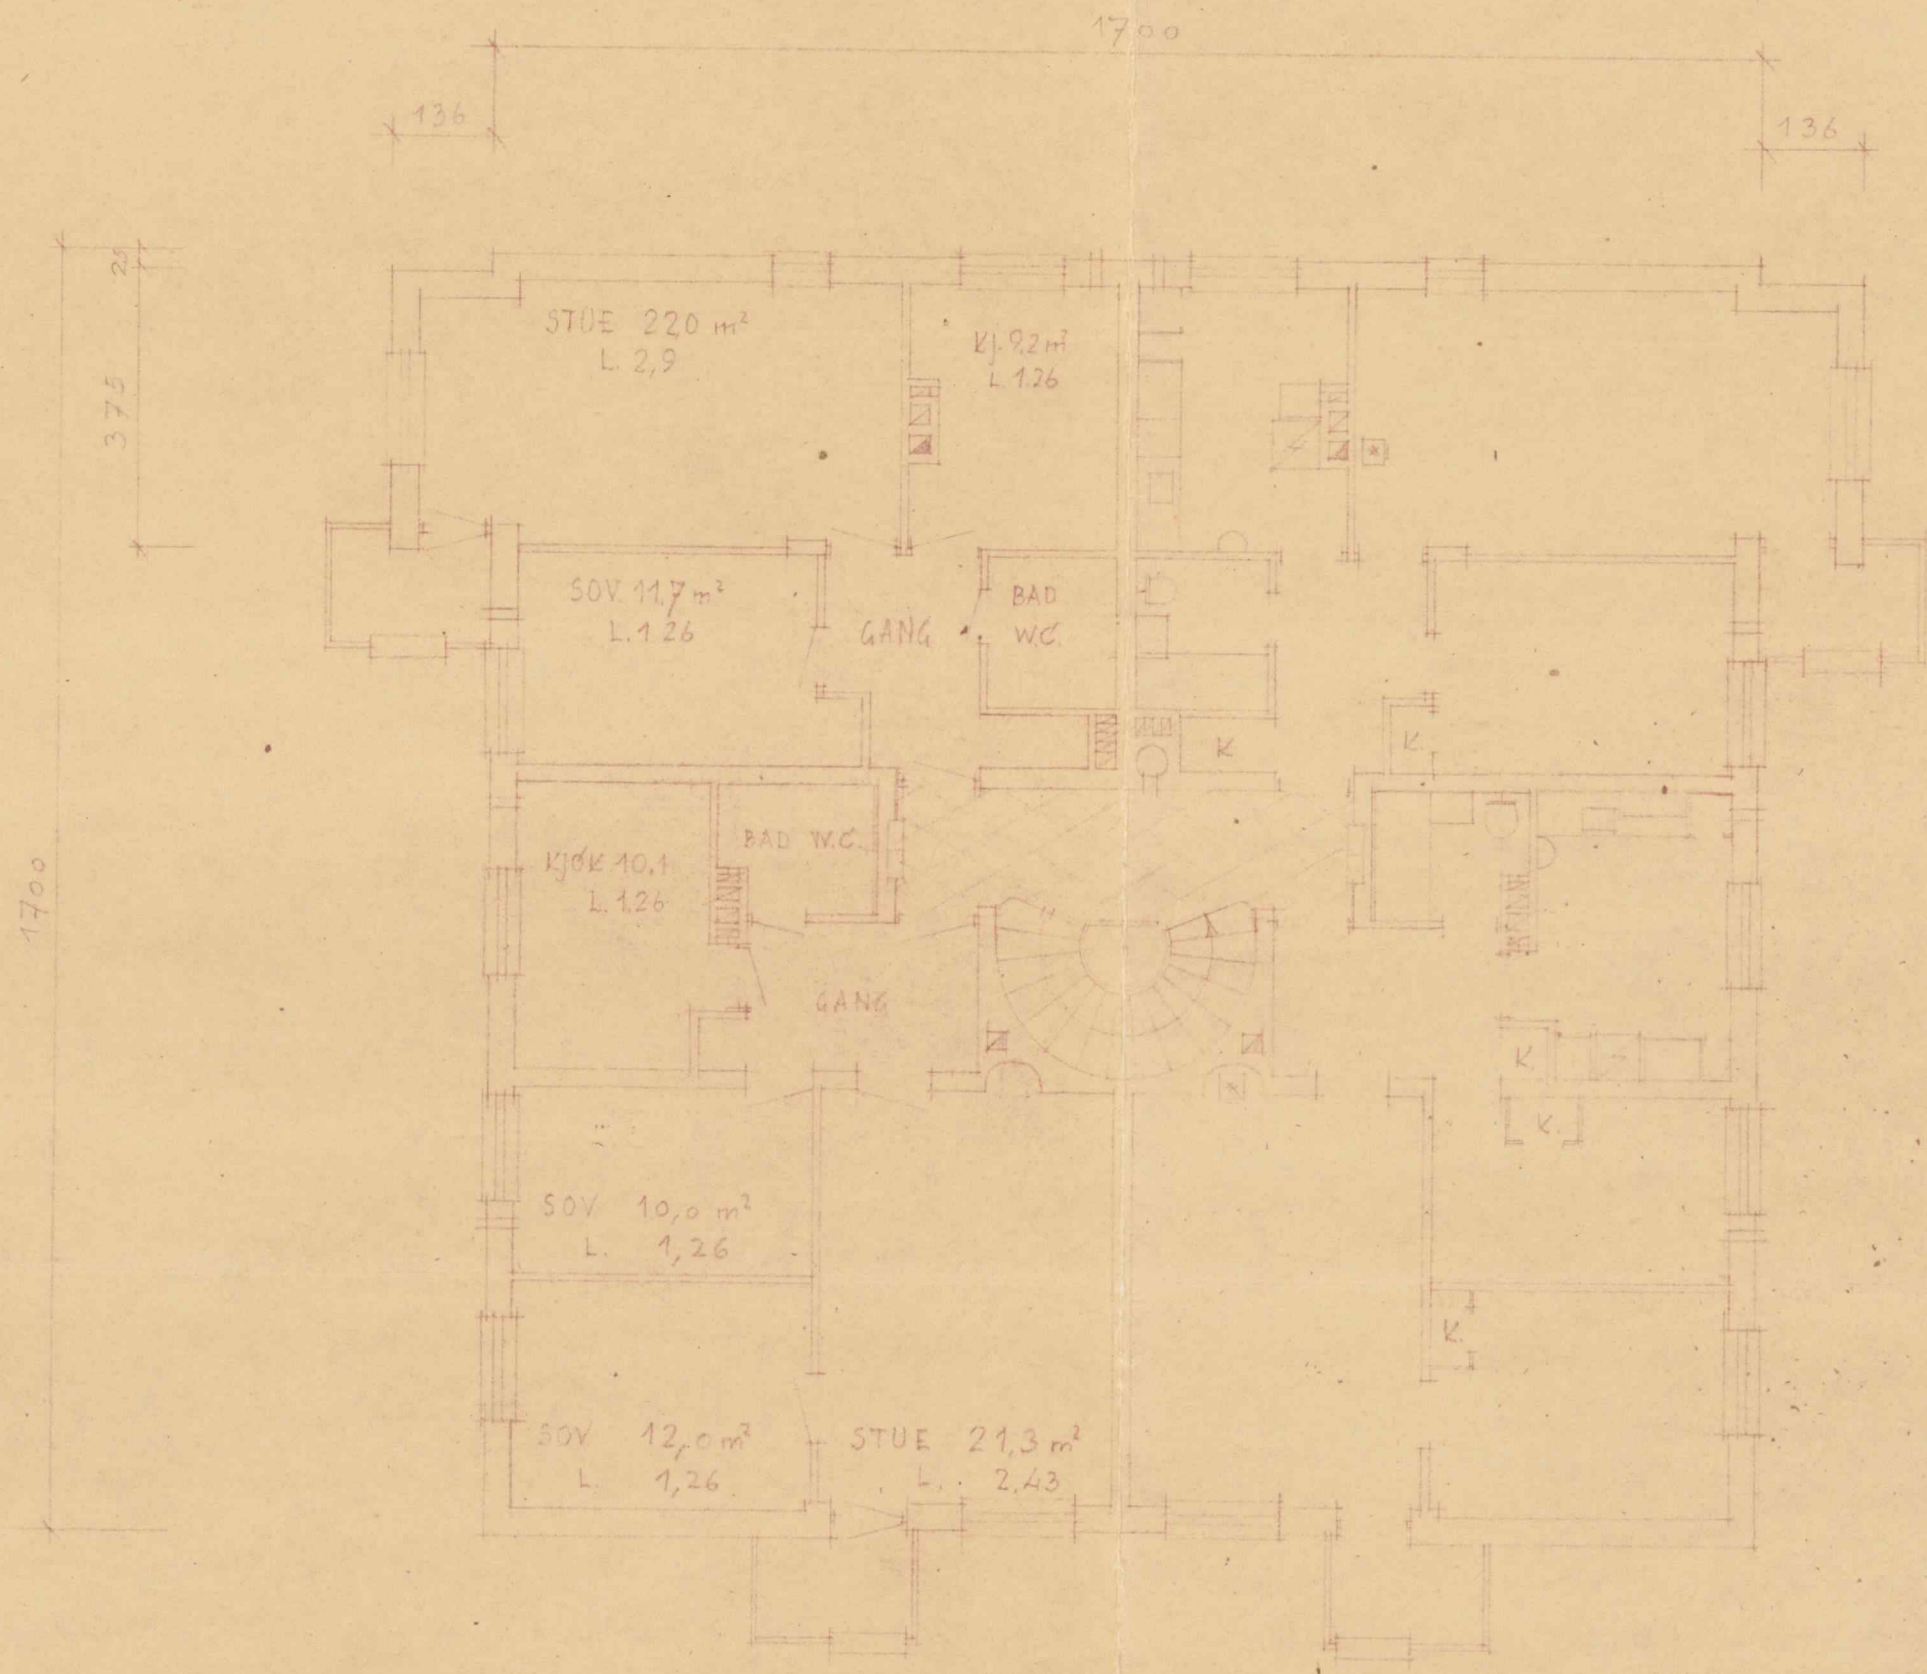 1700
136
136
25
375
1700
STUE 22,0 m²
L. 2,9
Kj. 9,2 m²
L. 1.26
SOV. 11,7 m²
L. 1.26
GANG
BAD
W.C.
K
K.
KJØK 10,1
L. 1.26
BAD W.C.
GANG
K
K.
SOV 10,0 m²
L. 1,26
K.
SOV 12,0 m²
L. 1,26
STUE 21,3 m²
L. 2,43